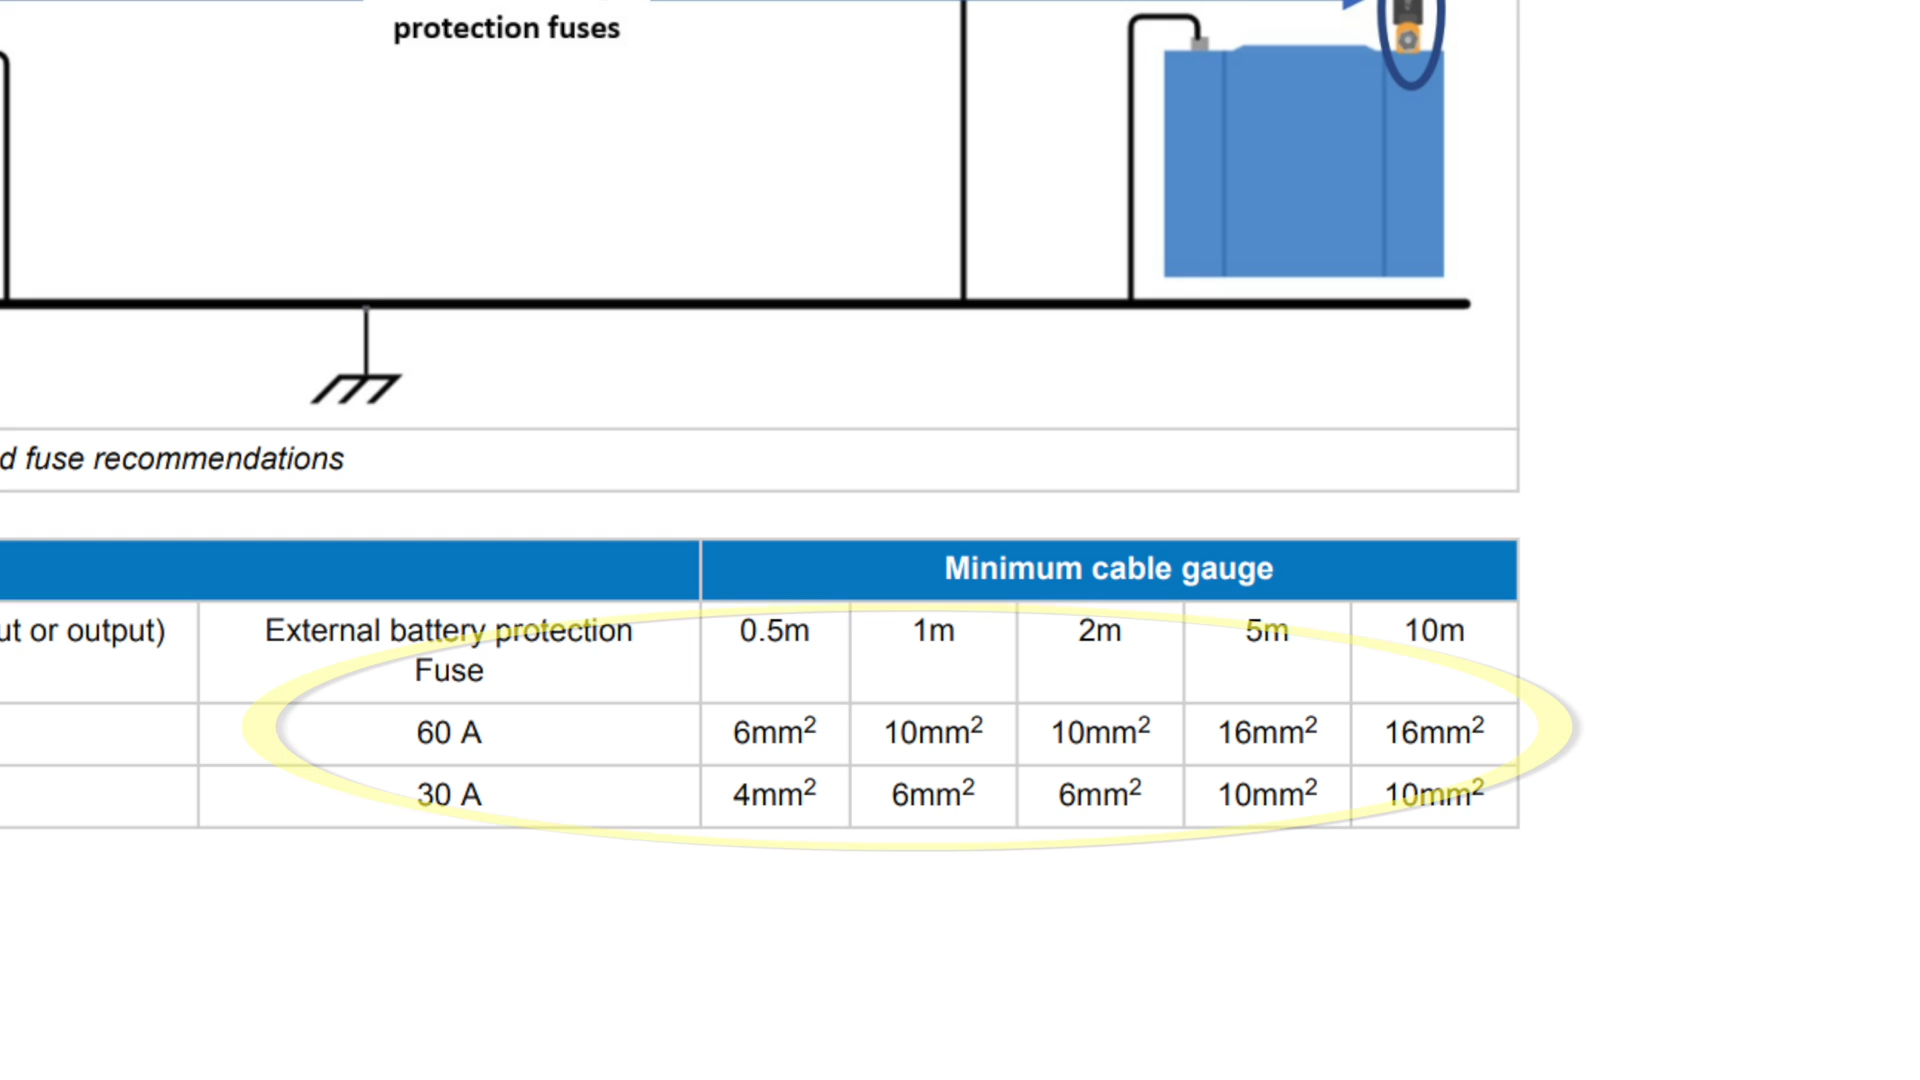 protection fuses
d fuse recommendations
Minimum cable gauge
ut or output) External battery protection Fuse 0.5m 1m 2m 5m 10m
60 A 6mm² 10mm² 10mm² 16mm² 16mm²
30 A 4mm² 6mm² 6mm² 10mm² 10mm²